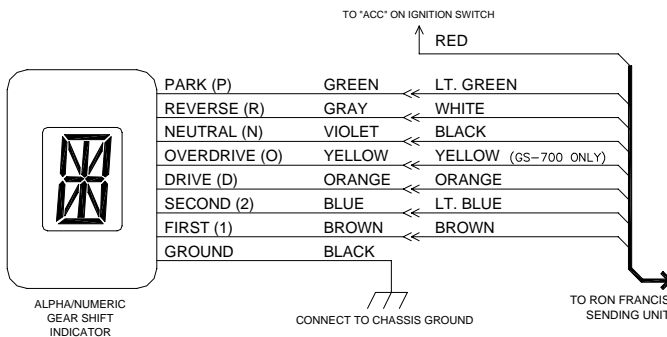 TO "ACC" ON IGNITION SWITCH
RED
PARK (P) GREEN LT. GREEN
REVERSE (R) GRAY WHITE
NEUTRAL (N) VIOLET BLACK
OVERDRIVE (O) YELLOW YELLOW (GS-700 ONLY)
DRIVE (D) ORANGE ORANGE
SECOND (2) BLUE LT. BLUE
FIRST (1) BROWN BROWN
GROUND BLACK
ALPHA/NUMERIC
GEAR SHIFT
INDICATOR
CONNECT TO CHASSIS GROUND
TO RON FRANCIS
SENDING UNIT